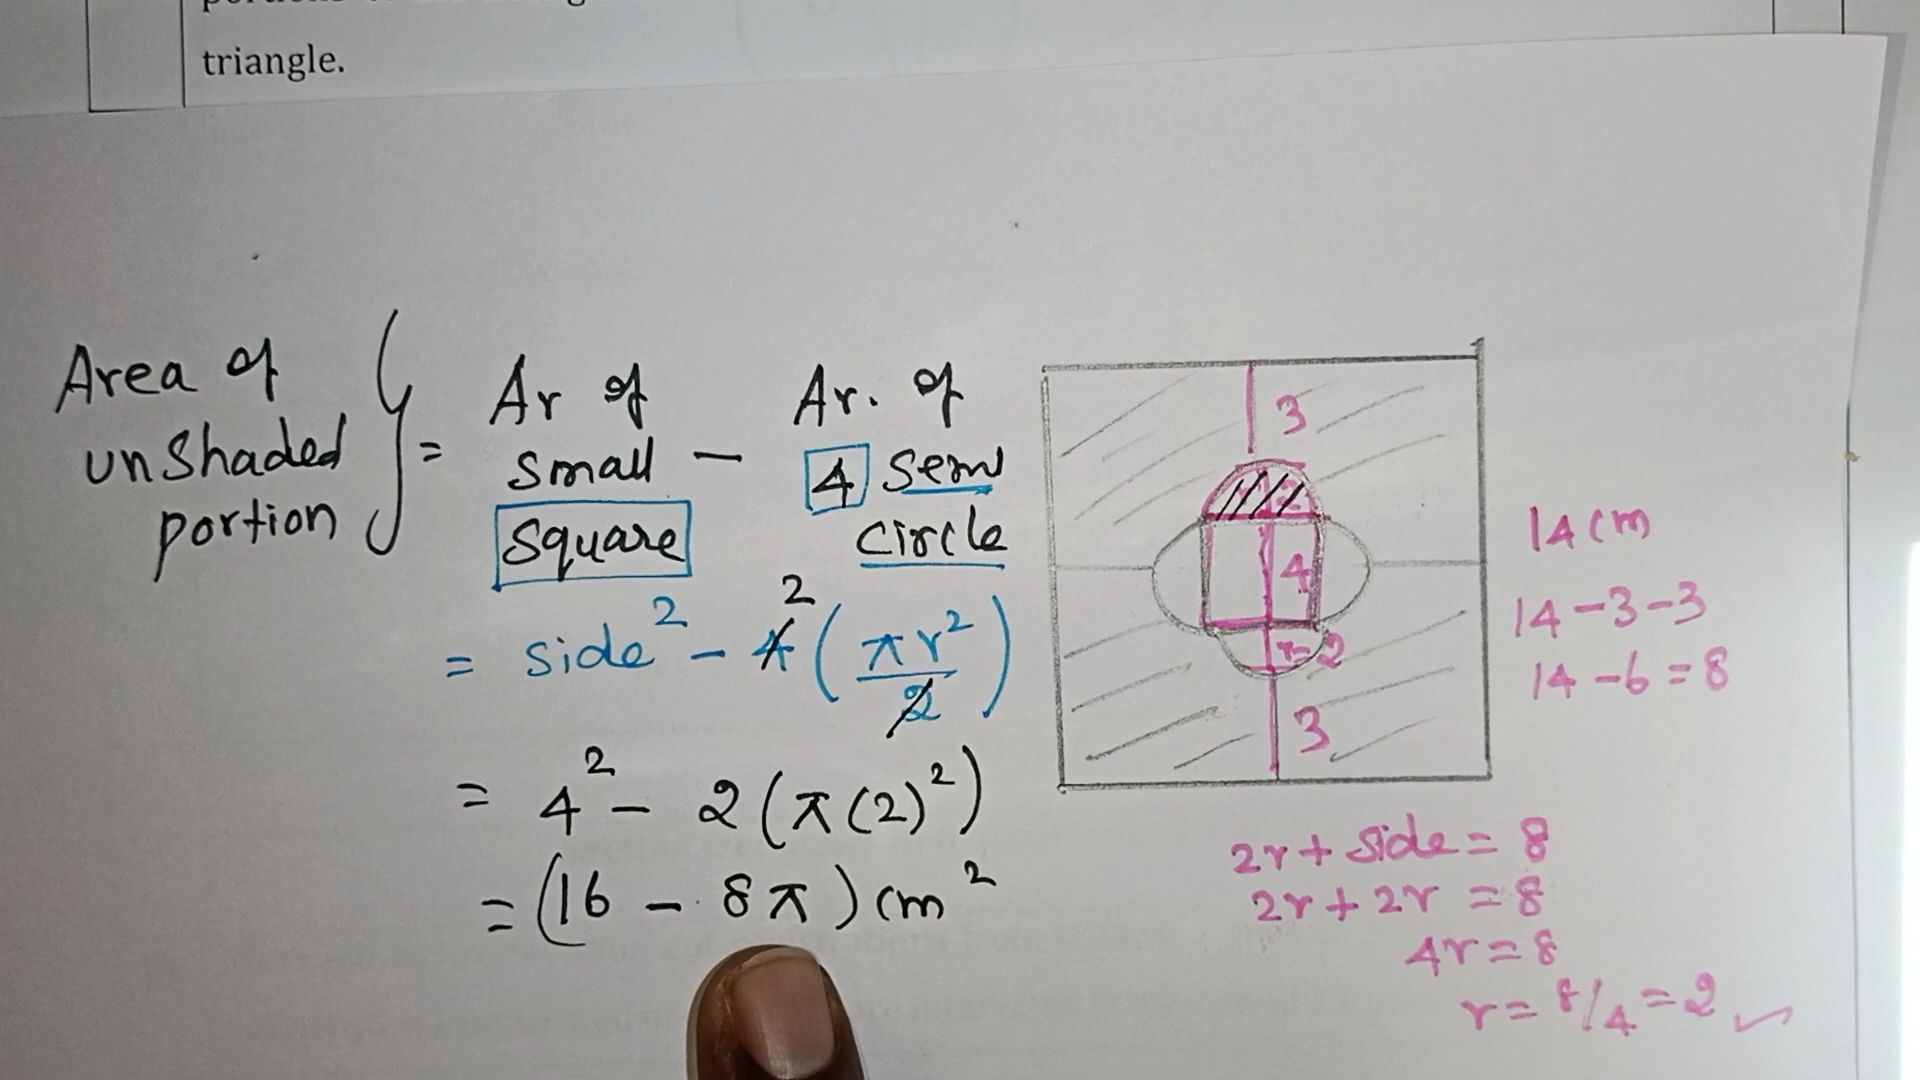 triangle.
Area of
unshaded
portion
= Ar of small square - Ar. of 4 semi circle
= side² - 4 2 (πr²/2)
= 4² - 2(π(2)²)
= (16 - 8π) cm²
3
4
r=2
3
14 cm
14-3-3
14-6=8
2r + side = 8
2r + 2r = 8
4r = 8
r = 8/4 = 2